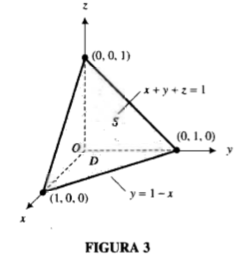 z
(0, 0, 1)
x + y + z = 1
S
(0, 1, 0)
O
D
y
(1, 0, 0)
y = 1 - x
x
FIGURA 3